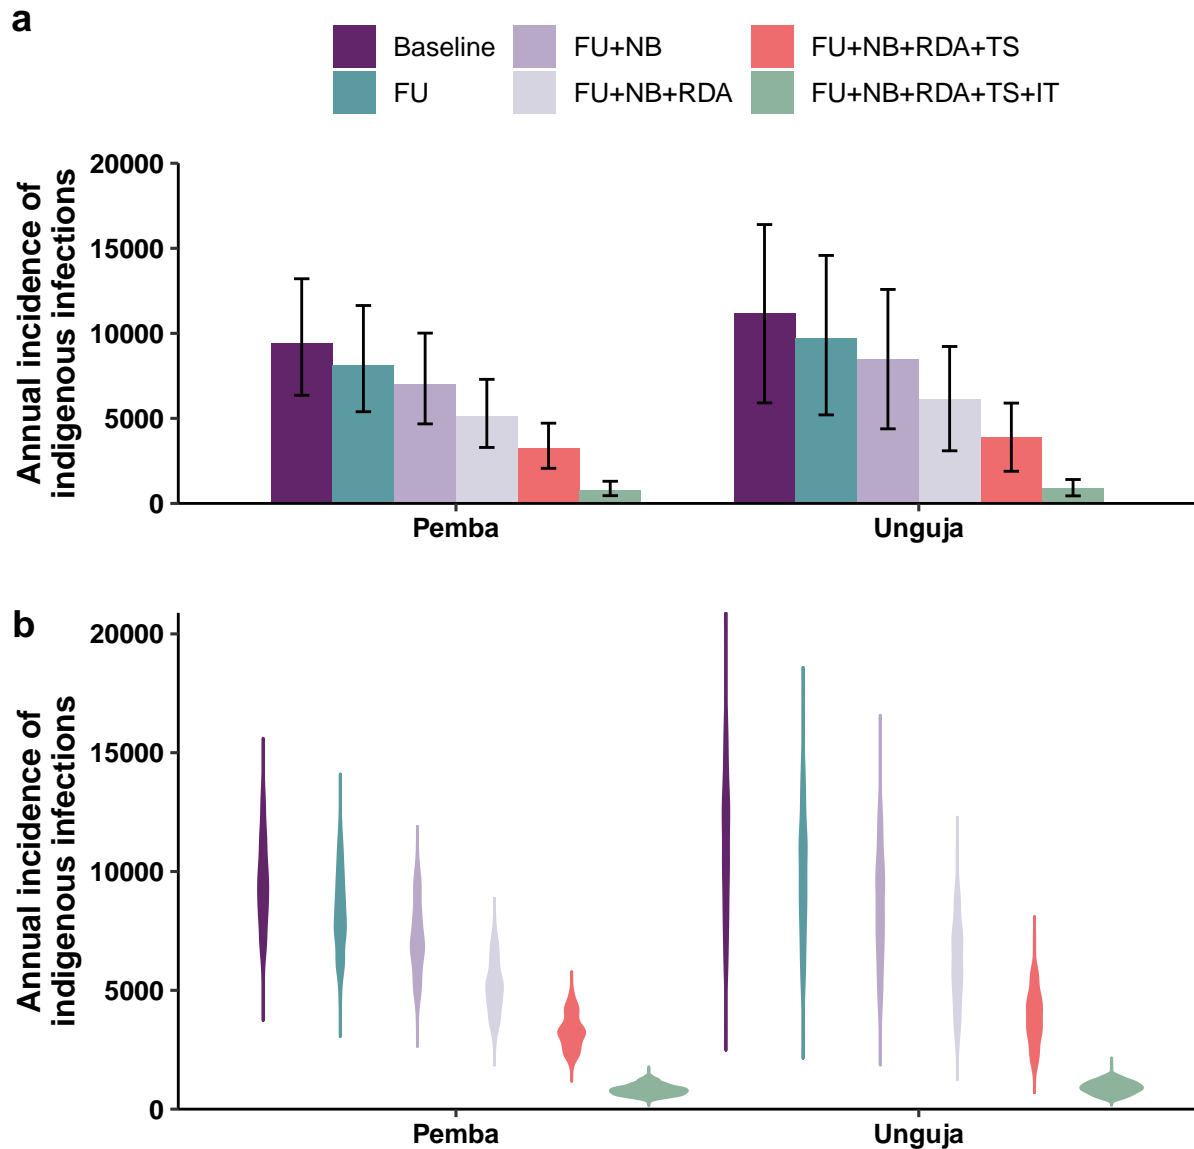 a
Baseline
FU+NB
FU+NB+RDA+TS
FU
FU+NB+RDA
FU+NB+RDA+TS+IT
Annual incidence of
indigenous infections
20000
15000
10000
5000
0
Pemba
Unguja
b
Annual incidence of
indigenous infections
20000
15000
10000
5000
0
Pemba
Unguja